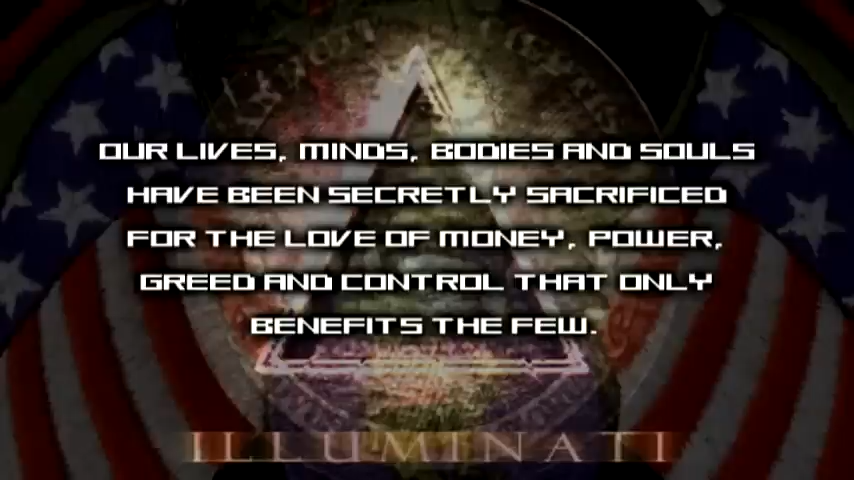 OUR LIVES, MINDS, BODIES AND SOULS
HAVE BEEN SECRETLY SACRIFICED
FOR THE LOVE OF MONEY, POWER,
GREED AND CONTROL THAT ONLY
BENEFITS THE FEW.
ILLUMINATI